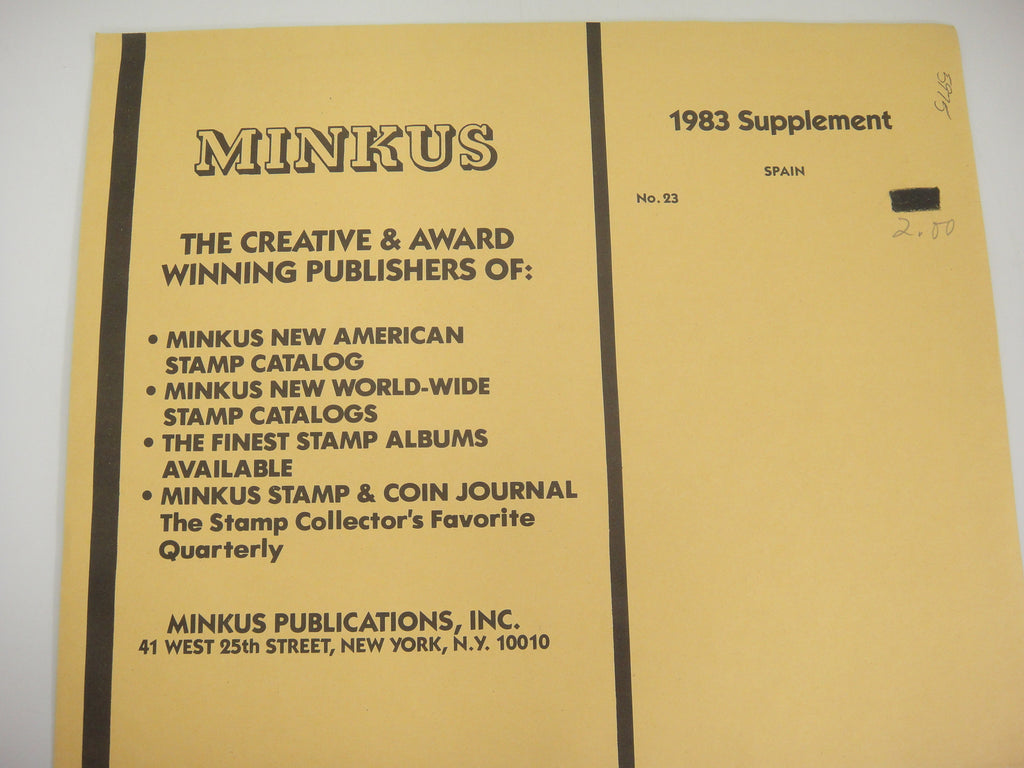 MINKUS
THE CREATIVE & AWARD
WINNING PUBLISHERS OF:
• MINKUS NEW AMERICAN
STAMP CATALOG
• MINKUS NEW WORLD-WIDE
STAMP CATALOGS
• THE FINEST STAMP ALBUMS
AVAILABLE
• MINKUS STAMP & COIN JOURNAL
The Stamp Collector's Favorite
Quarterly
MINKUS PUBLICATIONS, INC.
41 WEST 25th STREET, NEW YORK, N.Y. 10010
1983 Supplement
SPAIN
No. 23
2.00